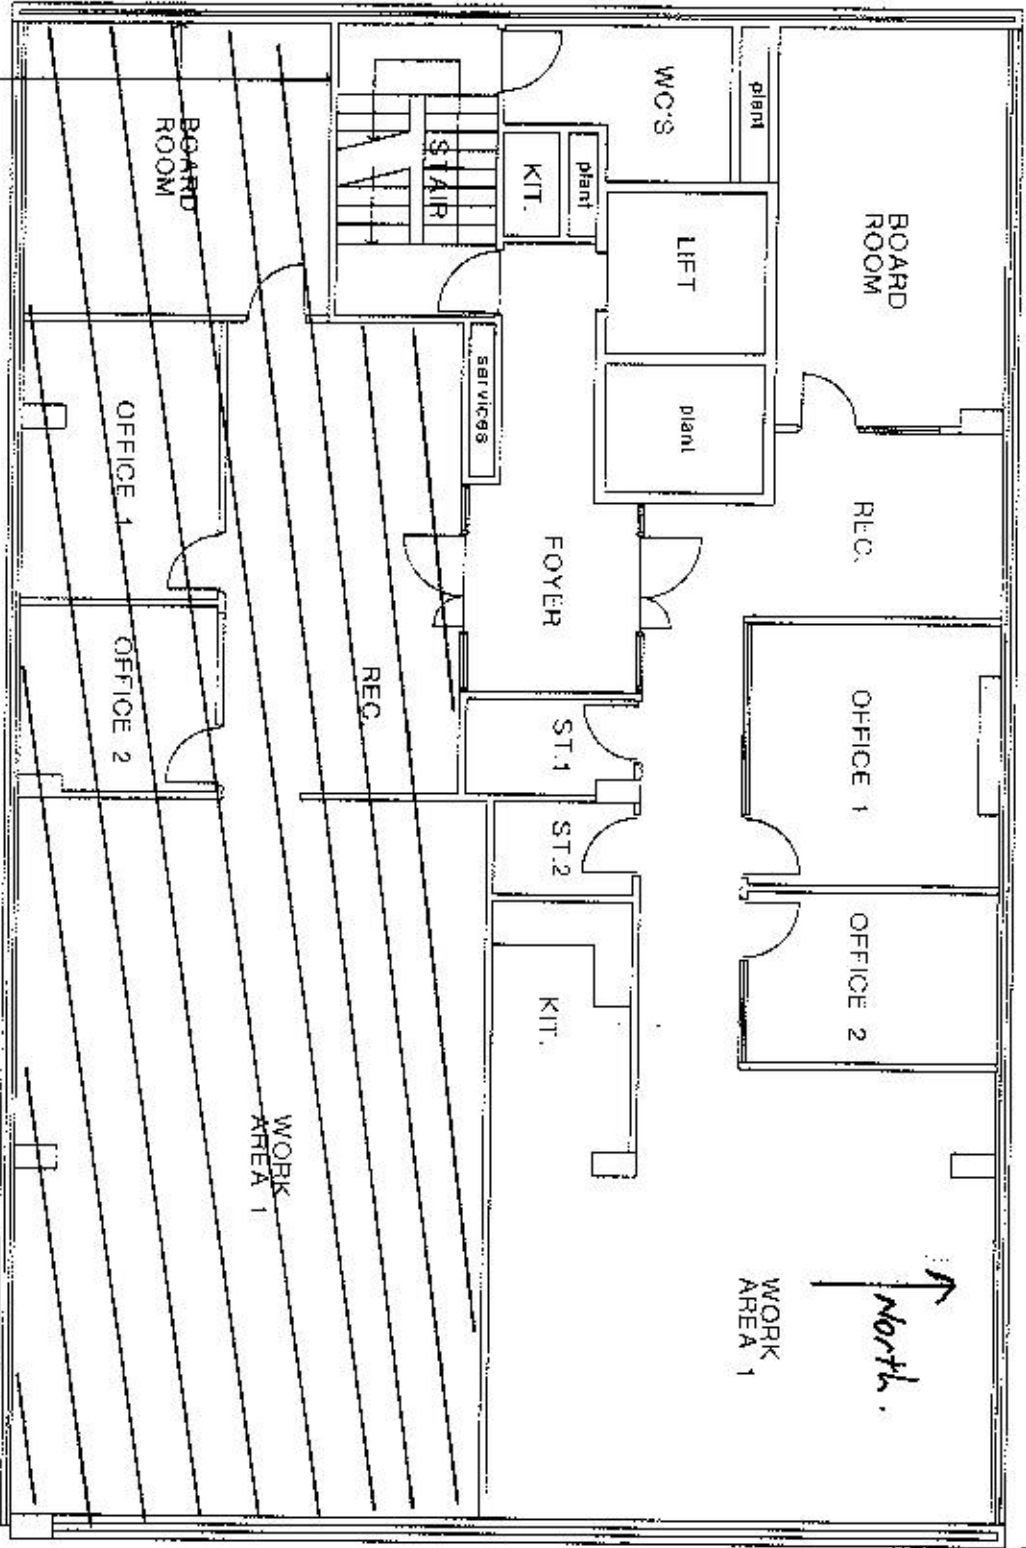 BOARD
ROOM
plant
WC'S
plant
KIT.
STAIR
BOARD
ROOM
LIFT
plant
services
REC.
FOYER
OFFICE 1
OFFICE 1
OFFICE 2
REC.
ST.1
ST.2
OFFICE 2
KIT.
WORK
AREA 1
North.
WORK
AREA 1